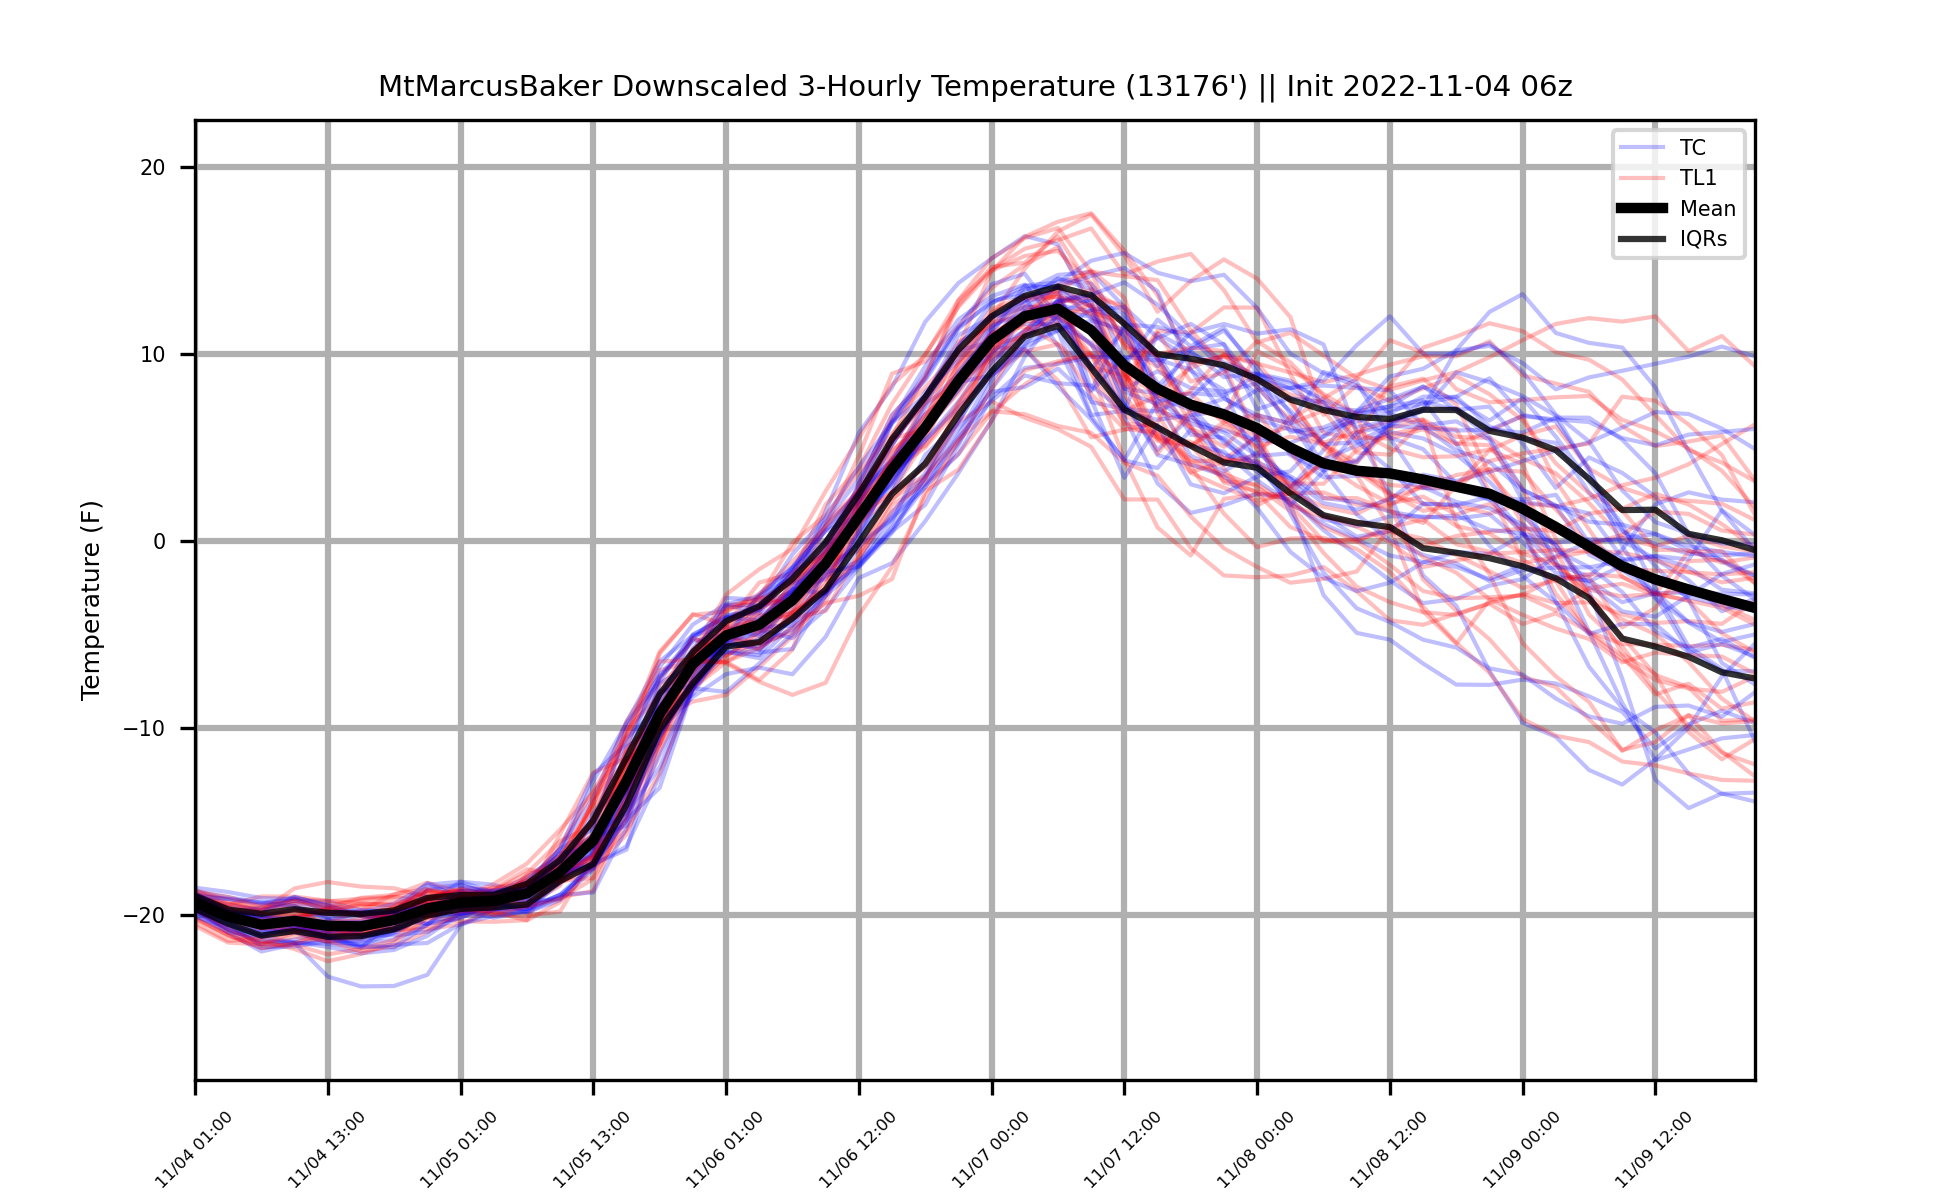 MtMarcusBaker Downscaled 3-Hourly Temperature (13176') || Init 2022-11-04 06z
TC
TL1
Mean
IQRs
Temperature (F)
20
10
0
−10
−20
11/04 01:00
11/04 13:00
11/05 01:00
11/05 13:00
11/06 01:00
11/06 12:00
11/07 00:00
11/07 12:00
11/08 00:00
11/08 12:00
11/09 00:00
11/09 12:00